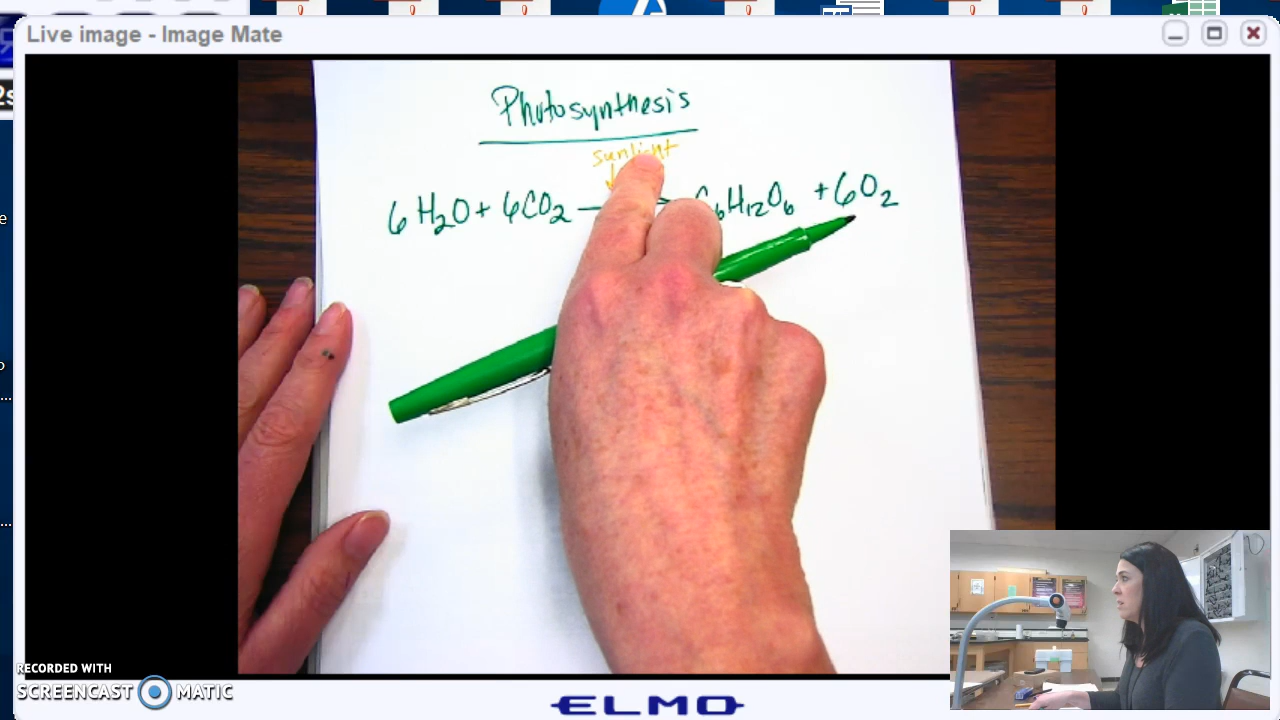 Live image - Image Mate
Photosynthesis
sunlight
6H₂O + 6CO₂ → C₆H₁₂O₆ + 6O₂
RECORDED WITH
SCREENCAST MATIC
ELMO